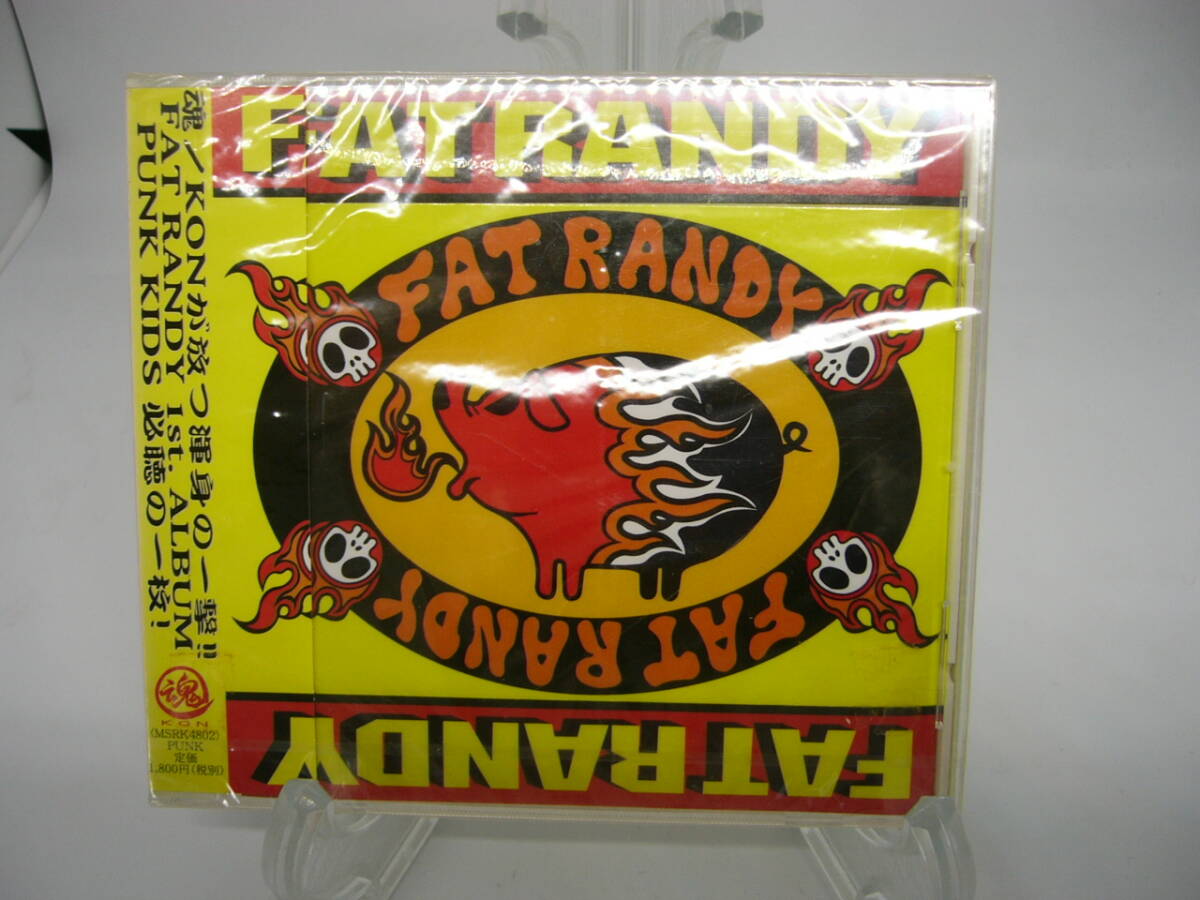 魂/KONが放つ渾身の一撃!!
FAT RANDY 1st. ALBUM
PUNK KIDS 必聴の一枚!
魂
KON
(MSRK4802)
PUNK
定価
1,800円(税別)
FAT RANDY
FAT RANDY
FAT RANDY
FAT RANDY